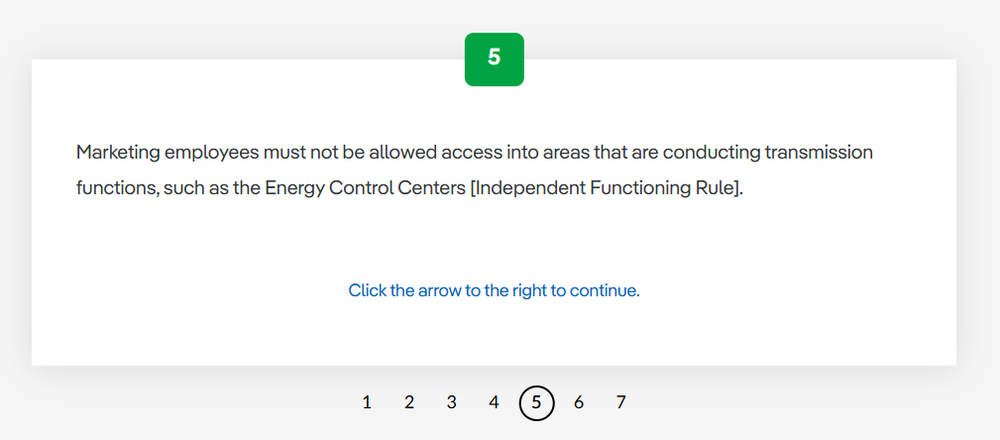 5
Marketing employees must not be allowed access into areas that are conducting transmission
functions, such as the Energy Control Centers [Independent Functioning Rule].
Click the arrow to the right to continue.
1 2 3 4 5 6 7